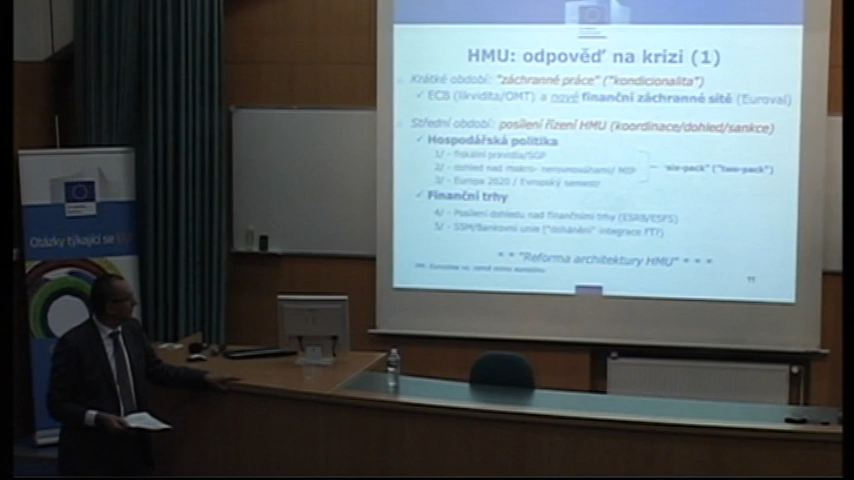 HMU: odpověď na krizi (1)
Krátké období: "záchranné práce" ("kondicionalita")
✓ ECB (likvidita/OMT) a nové finanční záchranné sítě (Euroval)
Střední období: posílení řízení HMU (koordinace/dohled/sankce)
✓ Hospodářská politika
1/ - fiskální pravidla/SGP
2/ - dohled nad makro- nerovnováhami/ MIP
"six-pack" ("two-pack")
3/ - Europa 2020 / Evropský semestr
✓ Finanční trhy
4/ - Posílení dohledu nad finančními trhy (ESRB/ESFS)
5/ - SSM/Bankovní unie ("dohánění" integrace FT?)
"Reforma architektury HMU"
Otázky týkající se